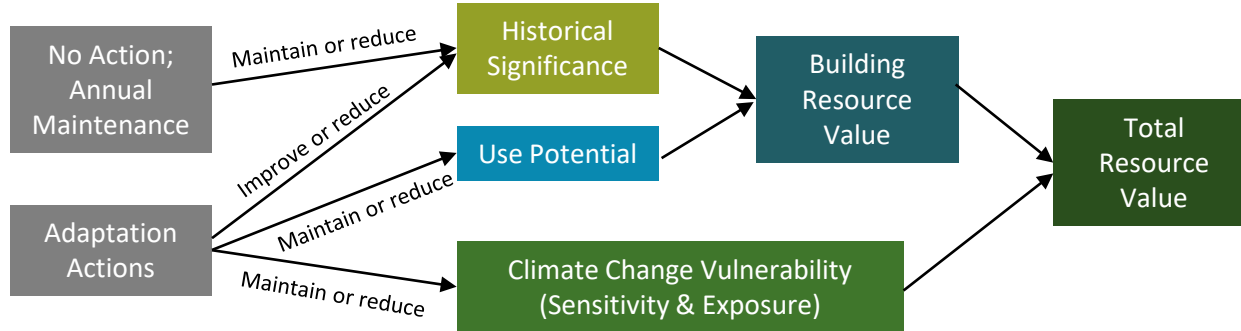 No Action;
Annual
Maintenance
Maintain or reduce
Historical
Significance
Building
Resource
Value
Improve or reduce
Use Potential
Total
Resource
Value
Maintain or reduce
Adaptation
Actions
Maintain or reduce
Climate Change Vulnerability
(Sensitivity & Exposure)